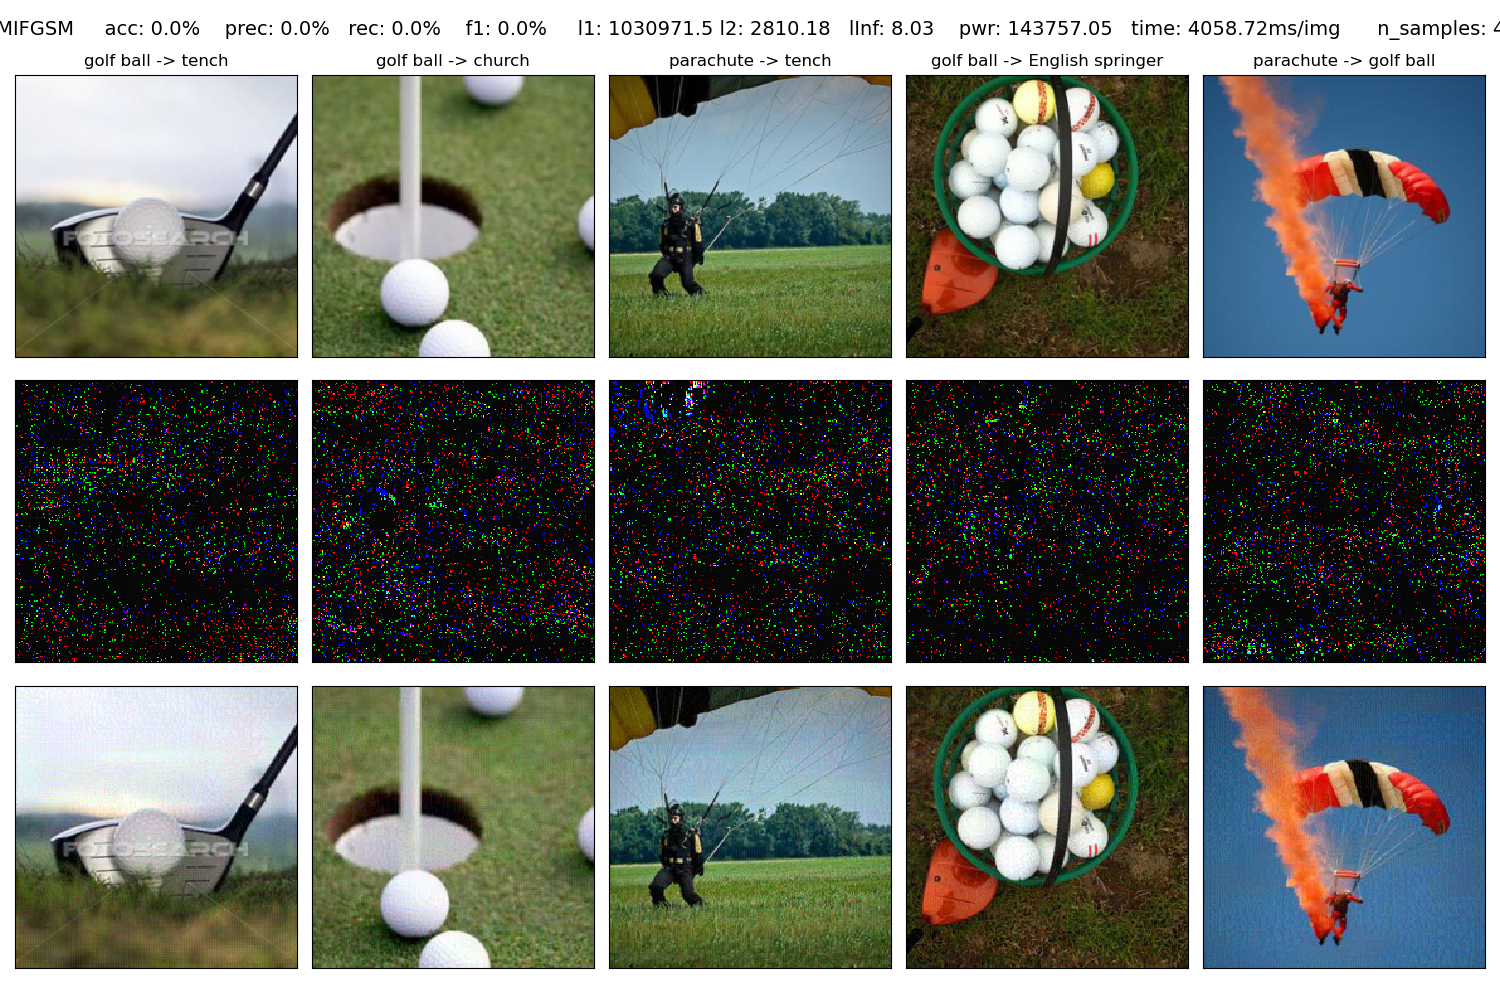 MIFGSM acc: 0.0% prec: 0.0% rec: 0.0% f1: 0.0% l1: 1030971.5 l2: 2810.18 lInf: 8.03 pwr: 143757.05 time: 4058.72ms/img n_samples: 4
golf ball -> tench
golf ball -> church
parachute -> tench
golf ball -> English springer
parachute -> golf ball
FOTOSEARCH
FOTOSEARCH